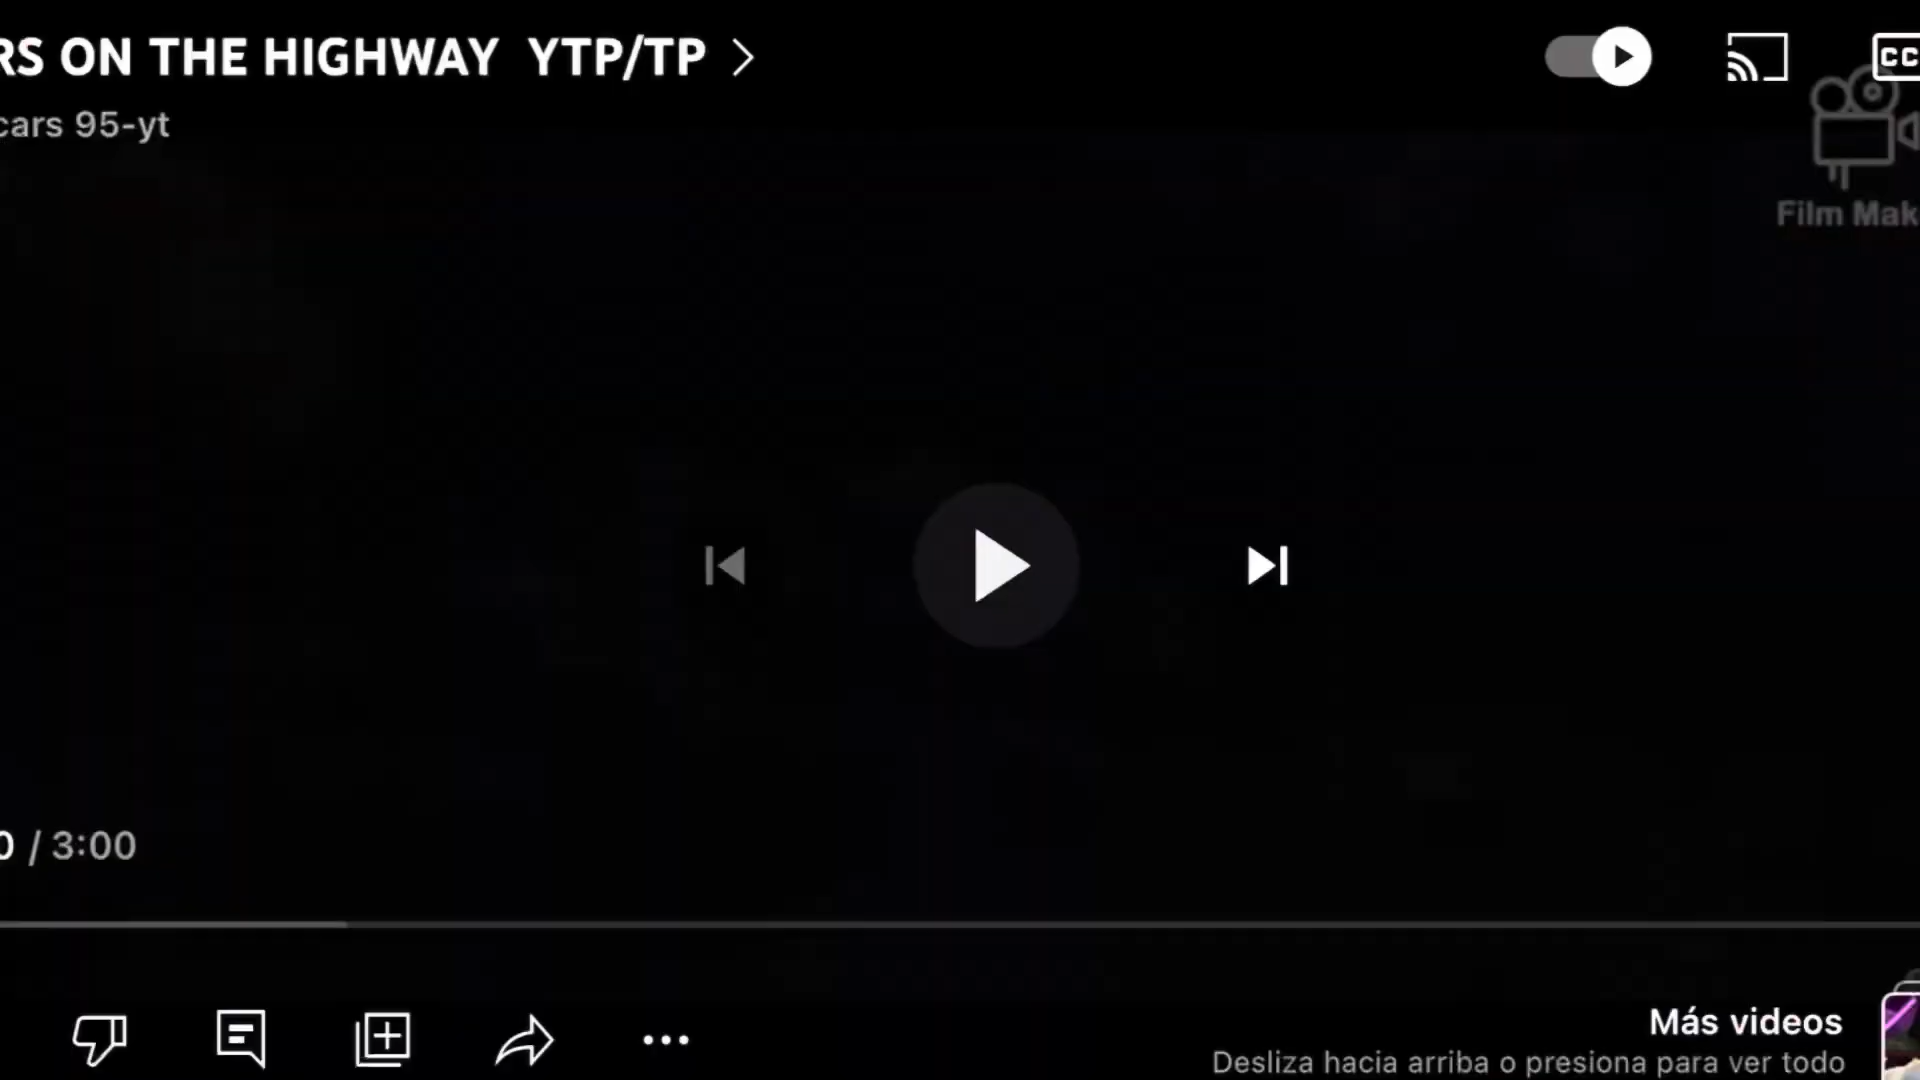 RS ON THE HIGHWAY YTP/TP
cars 95-yt
CC
Film Mak
0 / 3:00
Más videos
Desliza hacia arriba o presiona para ver todo